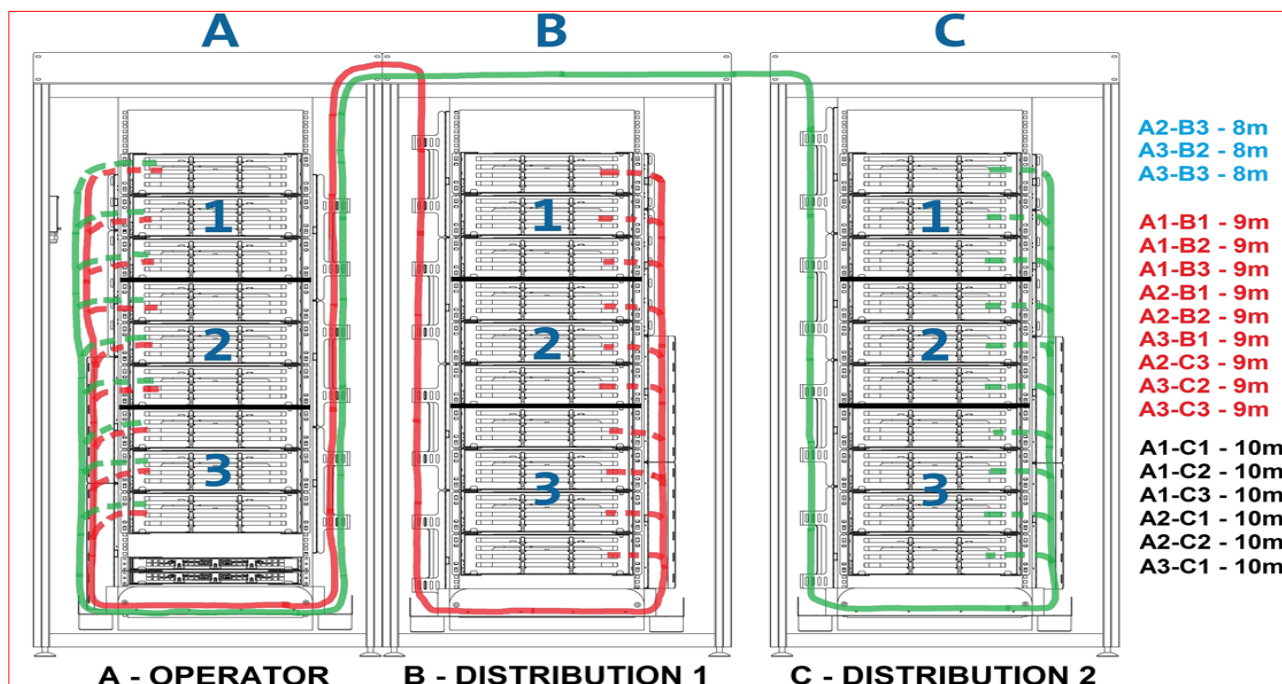 A B C
1 1 1
2 2 2
3 3 3
A2-B3 - 8m
A3-B2 - 8m
A3-B3 - 8m
A1-B1 - 9m
A1-B2 - 9m
A1-B3 - 9m
A2-B1 - 9m
A2-B2 - 9m
A3-B1 - 9m
A2-C3 - 9m
A3-C2 - 9m
A3-C3 - 9m
A1-C1 - 10m
A1-C2 - 10m
A1-C3 - 10m
A2-C1 - 10m
A2-C2 - 10m
A3-C1 - 10m
A - OPERATOR B - DISTRIBUTION 1 C - DISTRIBUTION 2